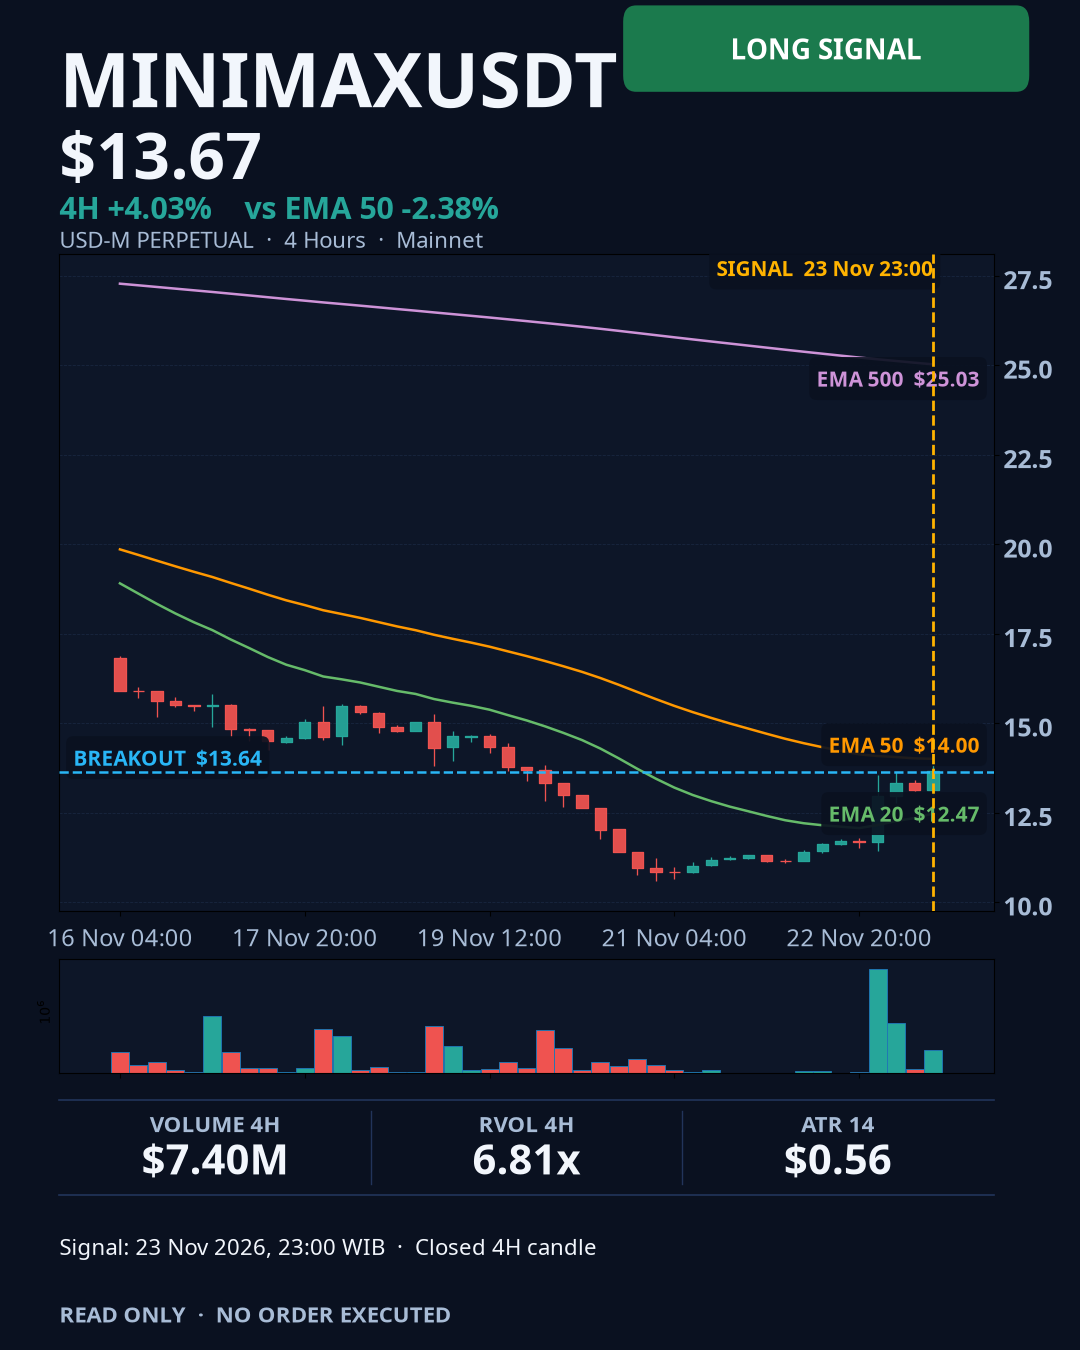 LONG SIGNAL
MINIMAXUSDT
$13.67
4H +4.03% vs EMA 50 -2.38%
USD-M PERPETUAL · 4 Hours · Mainnet
SIGNAL 23 Nov 23:00
27.5
EMA 500 $25.03
25.0
22.5
20.0
17.5
15.0
EMA 50 $14.00
BREAKOUT $13.64
EMA 20 $12.47
12.5
10.0
16 Nov 04:00 17 Nov 20:00 19 Nov 12:00 21 Nov 04:00 22 Nov 20:00
10⁶
VOLUME 4H RVOL 4H ATR 14
$7.40M 6.81x $0.56
Signal: 23 Nov 2026, 23:00 WIB · Closed 4H candle
READ ONLY · NO ORDER EXECUTED